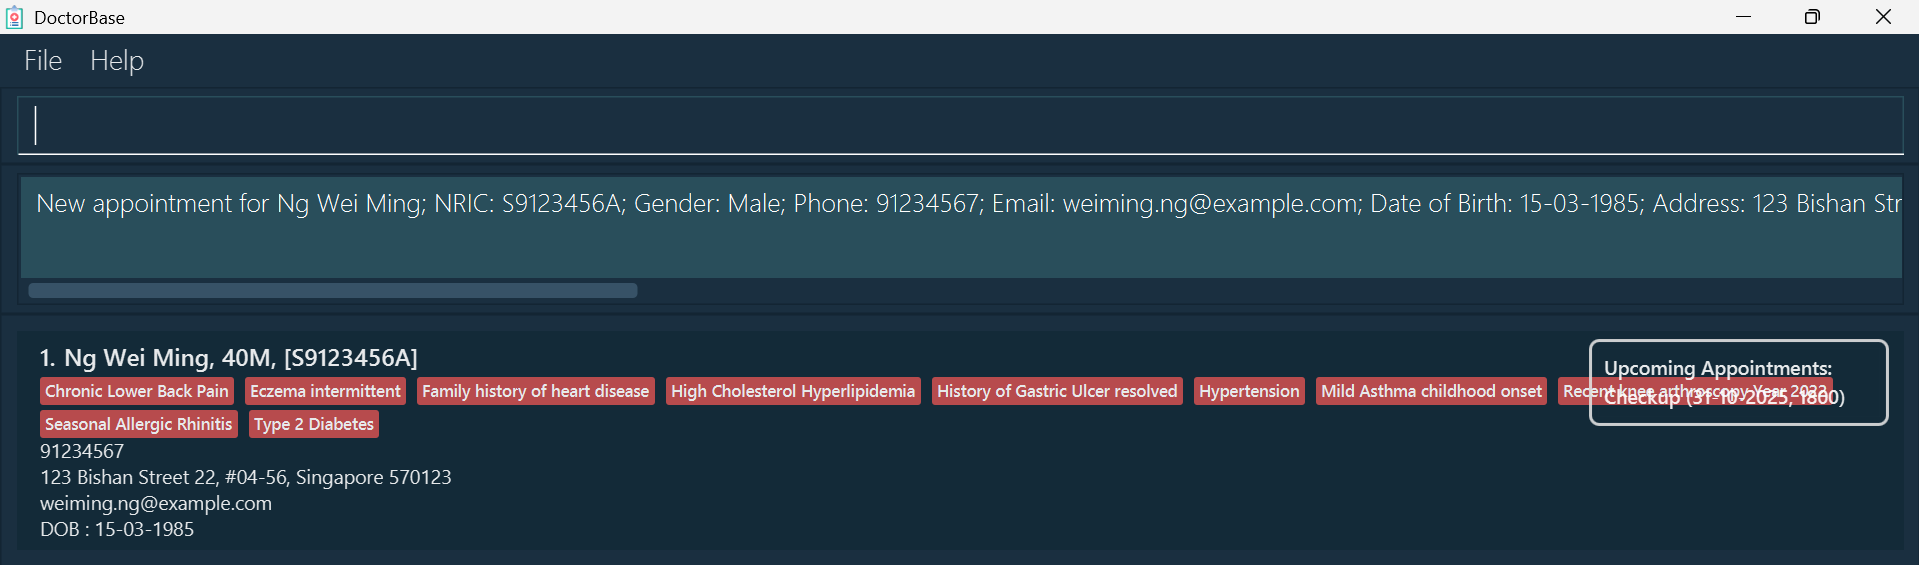 DoctorBase
File Help
New appointment for Ng Wei Ming; NRIC: S9123456A; Gender: Male; Phone: 91234567; Email: weiming.ng@example.com; Date of Birth: 15-03-1985; Address: 123 Bishan Str
1. Ng Wei Ming, 40M, [S9123456A]
Chronic Lower Back Pain Eczema intermittent Family history of heart disease High Cholesterol Hyperlipidemia History of Gastric Ulcer resolved Hypertension Mild Asthma childhood onset Recent knee arthroscopy Year 2022
Seasonal Allergic Rhinitis Type 2 Diabetes
91234567
123 Bishan Street 22, #04-56, Singapore 570123
weiming.ng@example.com
DOB : 15-03-1985
Upcoming Appointments:
Checkup (31-10-2025, 1800)